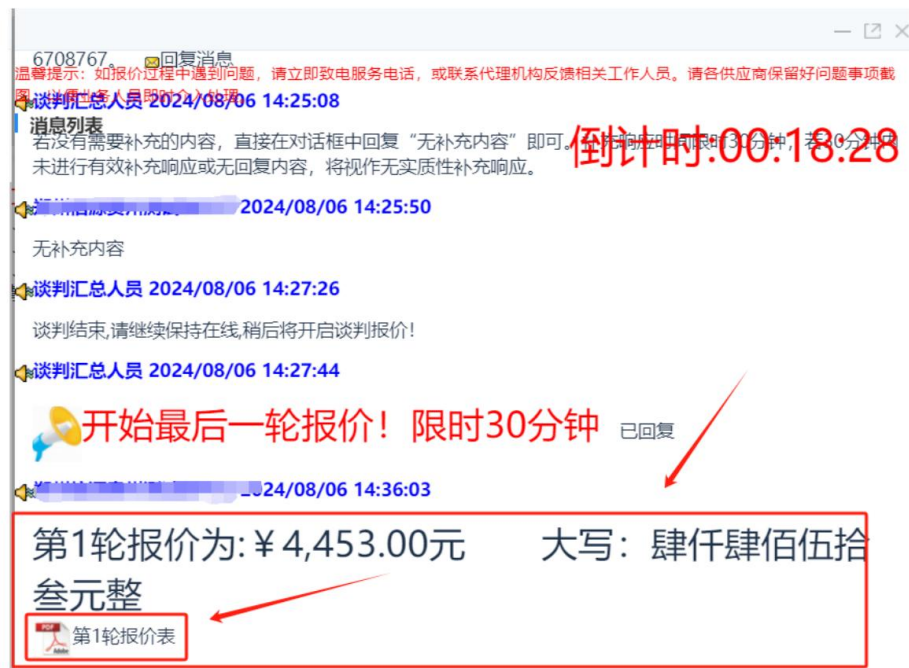 6708767。 回复消息
温馨提示：如报价过程中遇到问题，请立即致电服务电话，或联系代理机构反馈相关工作人员。请各供应商保留好问题事项截
谈判汇总人员 2024/08/06 14:25:08
消息列表
若没有需要补充的内容，直接在对话框中回复“无补充内容”即可。
倒计时:00:18:28
未进行有效补充响应或无回复内容，将视作无实质性补充响应。
2024/08/06 14:25:50
无补充内容
谈判汇总人员 2024/08/06 14:27:26
谈判结束,请继续保持在线,稍后将开启谈判报价!
谈判汇总人员 2024/08/06 14:27:44
开始最后一轮报价！限时30分钟 已回复
24/08/06 14:36:03
第1轮报价为:￥4,453.00元 大写：肆仟肆佰伍拾
叁元整
第1轮报价表